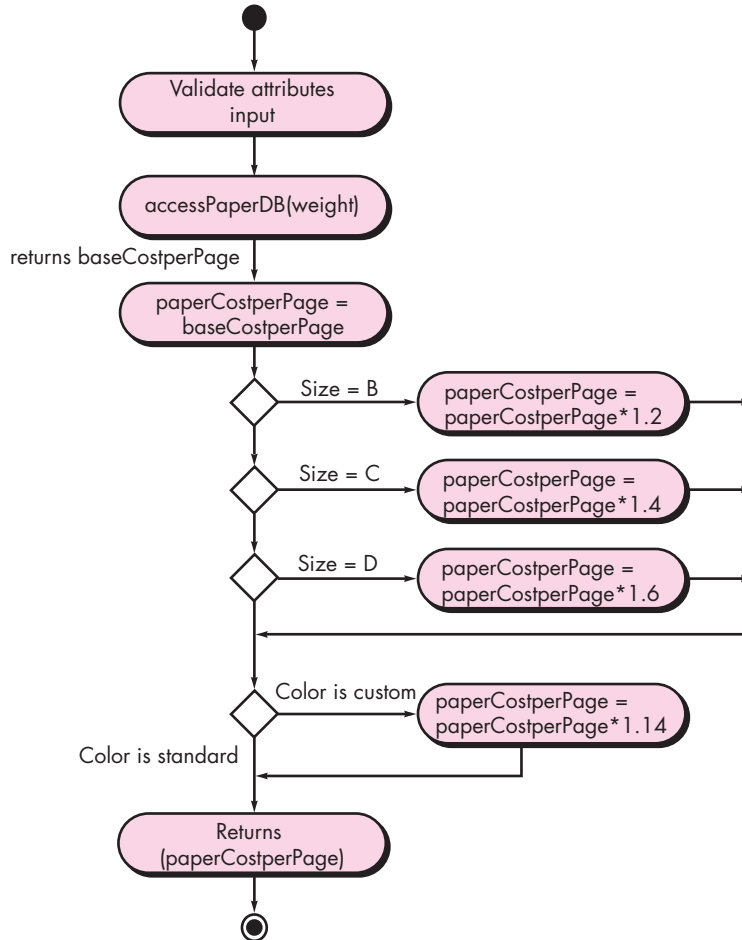 Validate attributes
input
accessPaperDB(weight)
returns baseCostperPage
paperCostperPage =
baseCostperPage
Size = B
paperCostperPage =
paperCostperPage*1.2
Size = C
paperCostperPage =
paperCostperPage*1.4
Size = D
paperCostperPage =
paperCostperPage*1.6
Color is custom
paperCostperPage =
paperCostperPage*1.14
Color is standard
Returns
(paperCostperPage)